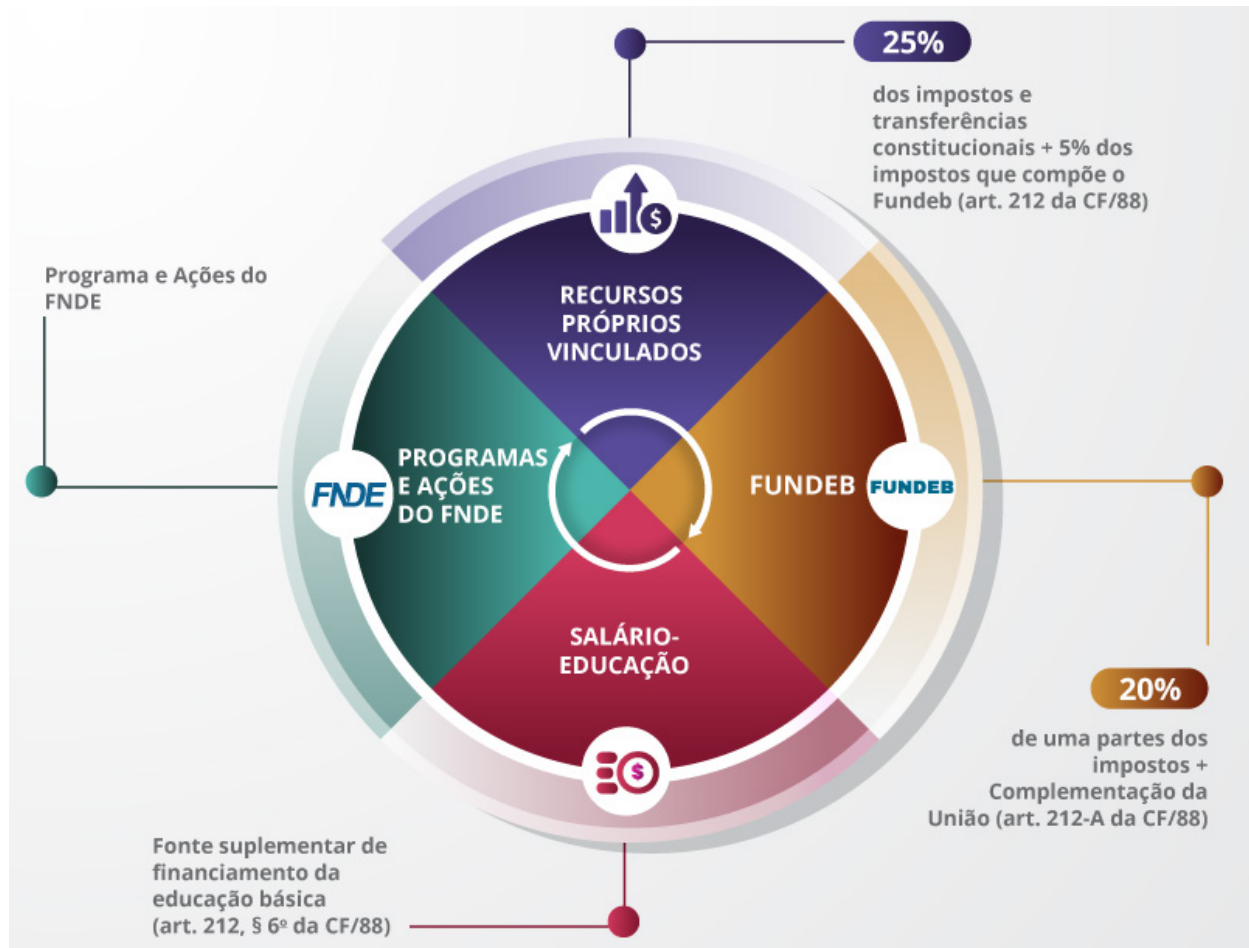 25%
dos impostos e
transferências
constitucionais + 5% dos
impostos que compõe o
Fundeb (art. 212 da CF/88)
Programa e Ações do
FNDE
RECURSOS
PRÓPRIOS
VINCULADOS
FNDE
PROGRAMAS
E AÇÕES
DO FNDE
FUNDEB
FUNDEB
SALÁRIO-
EDUCAÇÃO
20%
de uma partes dos
impostos +
Complementação da
União (art. 212-A da CF/88)
Fonte suplementar de
financiamento da
educação básica
(art. 212, § 6º da CF/88)